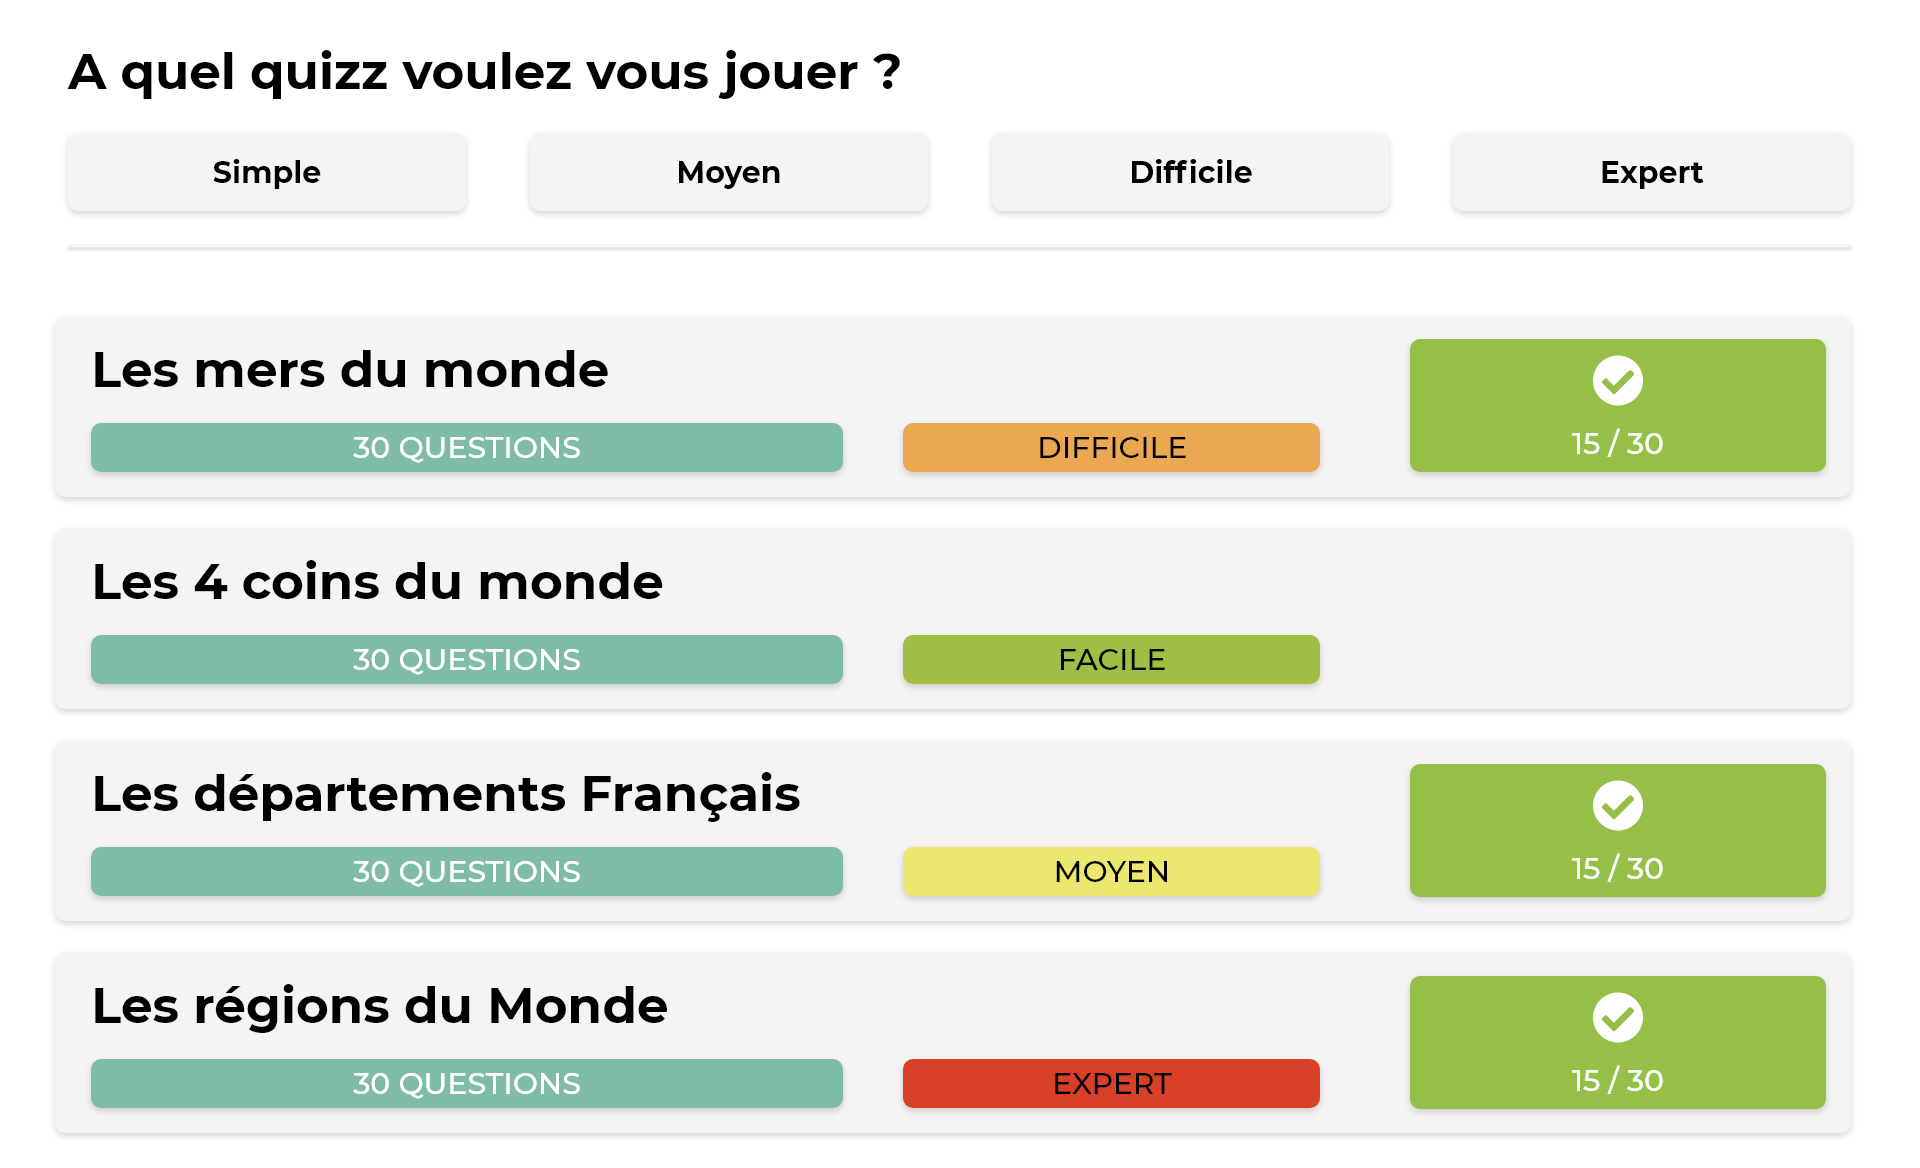 A quel quizz voulez vous jouer ?
Simple Moyen Difficile Expert
Les mers du monde
30 QUESTIONS DIFFICILE 15 / 30
Les 4 coins du monde
30 QUESTIONS FACILE
Les départements Français
30 QUESTIONS MOYEN 15 / 30
Les régions du Monde
30 QUESTIONS EXPERT 15 / 30